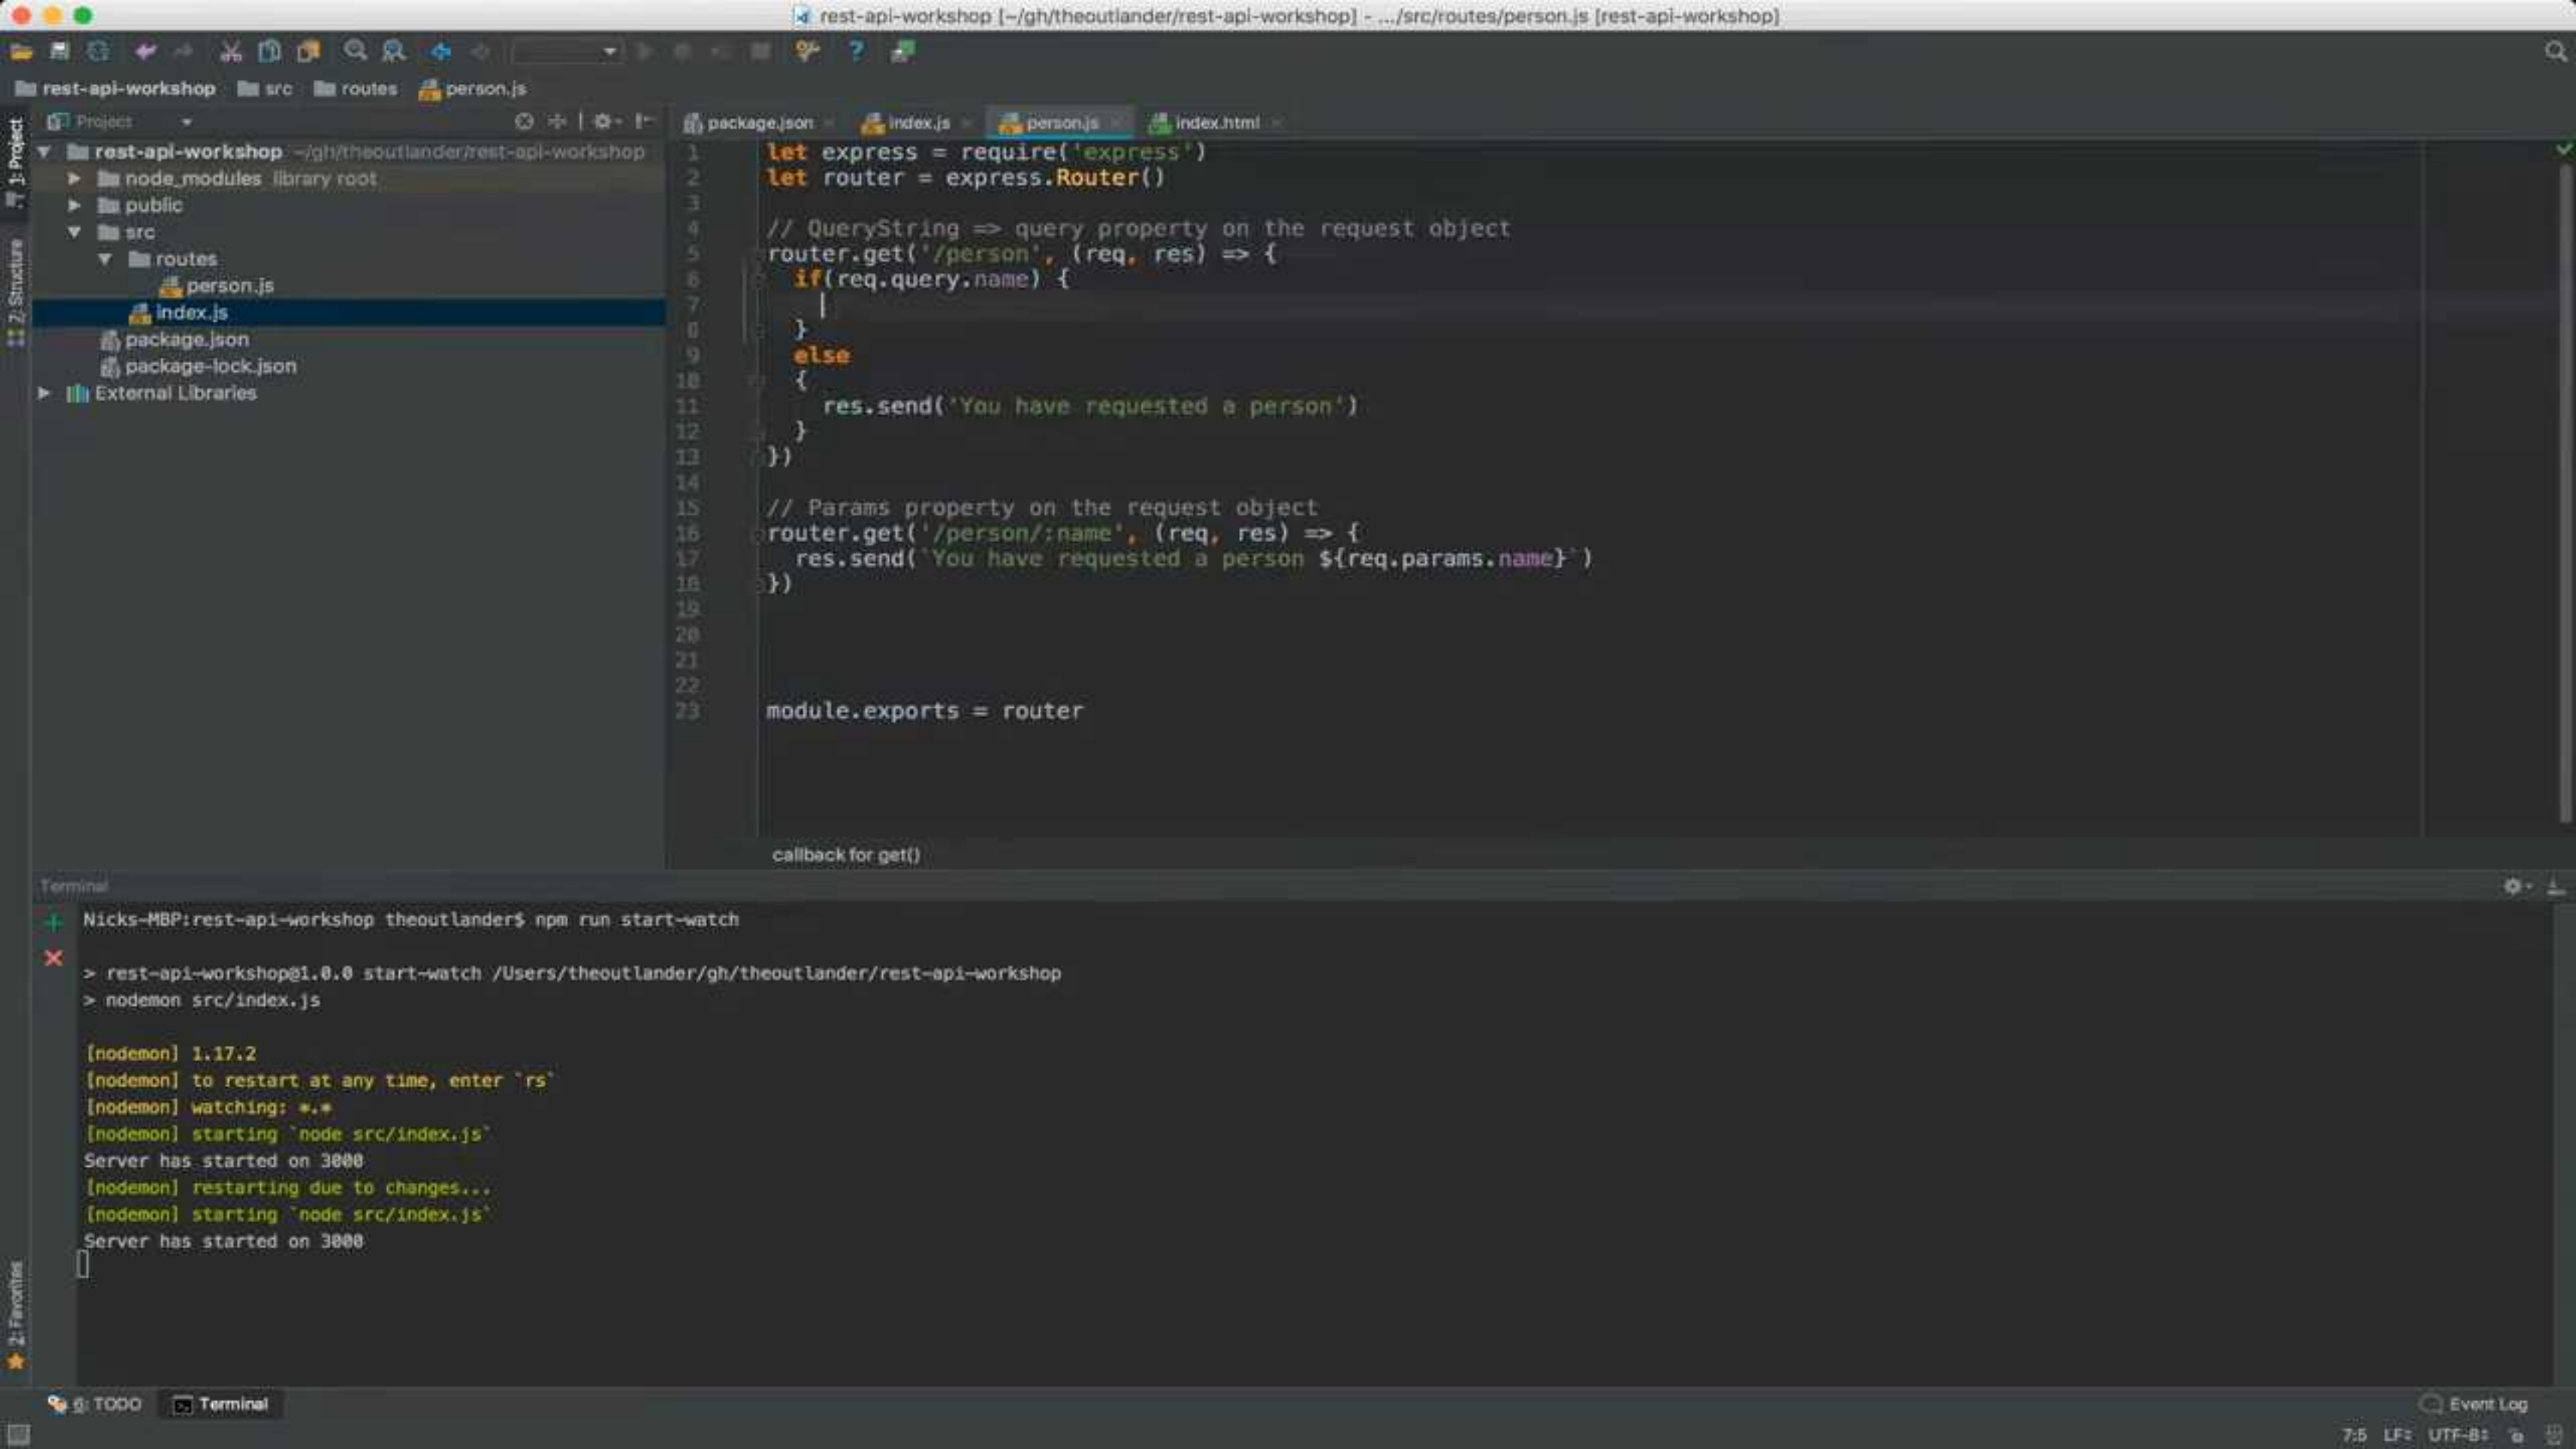 rest-api-workshop [~/gh/theoutlander/rest-api-workshop] - .../src/routes/person.js [rest-api-workshop]
rest-api-workshop src routes person.js
Project
package.json index.js person.js index.html
1: Project
rest-api-workshop ~/gh/theoutlander/rest-api-workshop
node_modules library root
public
src
routes
person.js
index.js
package.json
package-lock.json
External Libraries
Z: Structure
1 let express = require('express')
2 let router = express.Router()
3
4 // QueryString => query property on the request object
5 router.get('/person', (req, res) => {
6 if(req.query.name) {
7
8 }
9 else
10 {
11 res.send('You have requested a person')
12 }
13 })
14
15 // Params property on the request object
16 router.get('/person/:name', (req, res) => {
17 res.send(`You have requested a person ${req.params.name}`)
18 })
19
20
21
22
23 module.exports = router
callback for get()
Terminal
Nicks-MBP:rest-api-workshop theoutlander$ npm run start-watch
> rest-api-workshop@1.0.0 start-watch /Users/theoutlander/gh/theoutlander/rest-api-workshop
> nodemon src/index.js
[nodemon] 1.17.2
[nodemon] to restart at any time, enter `rs`
[nodemon] watching: *.*
[nodemon] starting `node src/index.js`
Server has started on 3000
[nodemon] restarting due to changes...
[nodemon] starting `node src/index.js`
Server has started on 3000
2: Favorites
6: TODO Terminal
Event Log
7:5 LF UTF-8